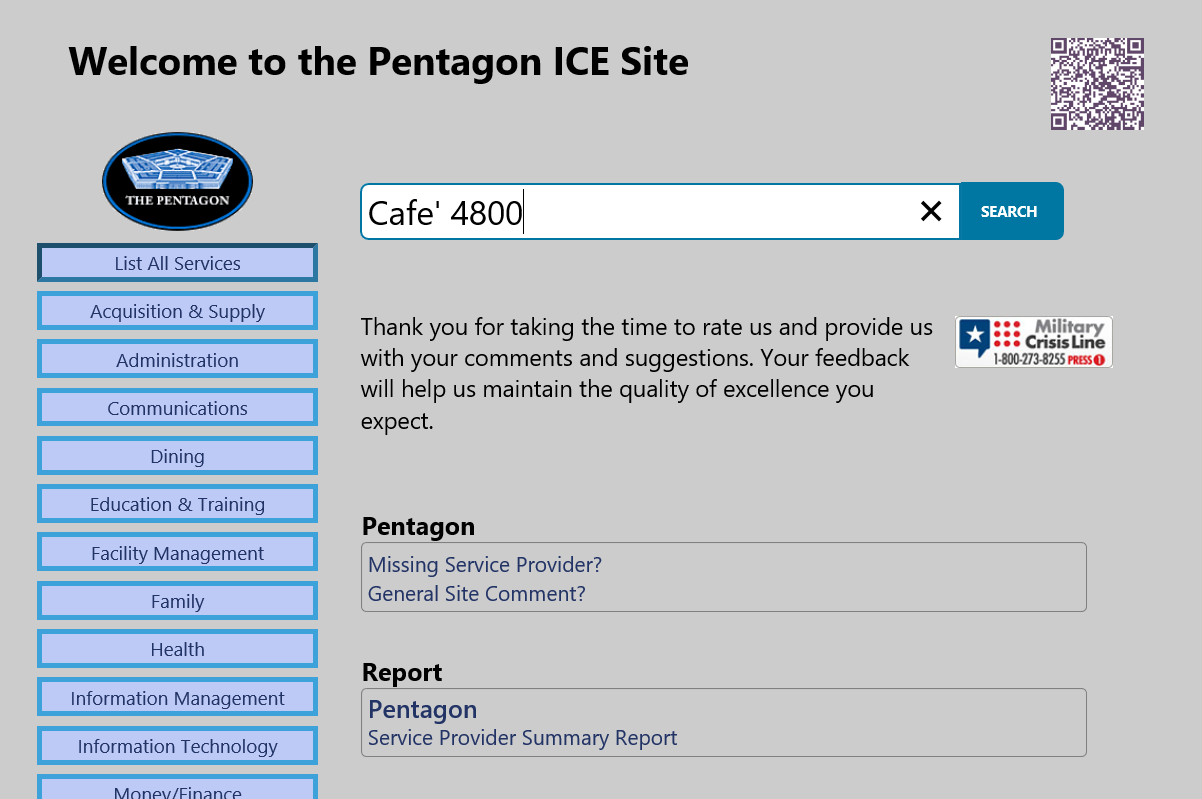 Welcome to the Pentagon ICE Site
THE PENTAGON
Cafe' 4800
SEARCH
List All Services
Acquisition & Supply
Administration
Communications
Dining
Education & Training
Facility Management
Family
Health
Information Management
Information Technology
Money/Finance
Thank you for taking the time to rate us and provide us
with your comments and suggestions. Your feedback
will help us maintain the quality of excellence you
expect.
Military
Crisis Line
1-800-273-8255 PRESS 1
Pentagon
Missing Service Provider?
General Site Comment?
Report
Pentagon
Service Provider Summary Report